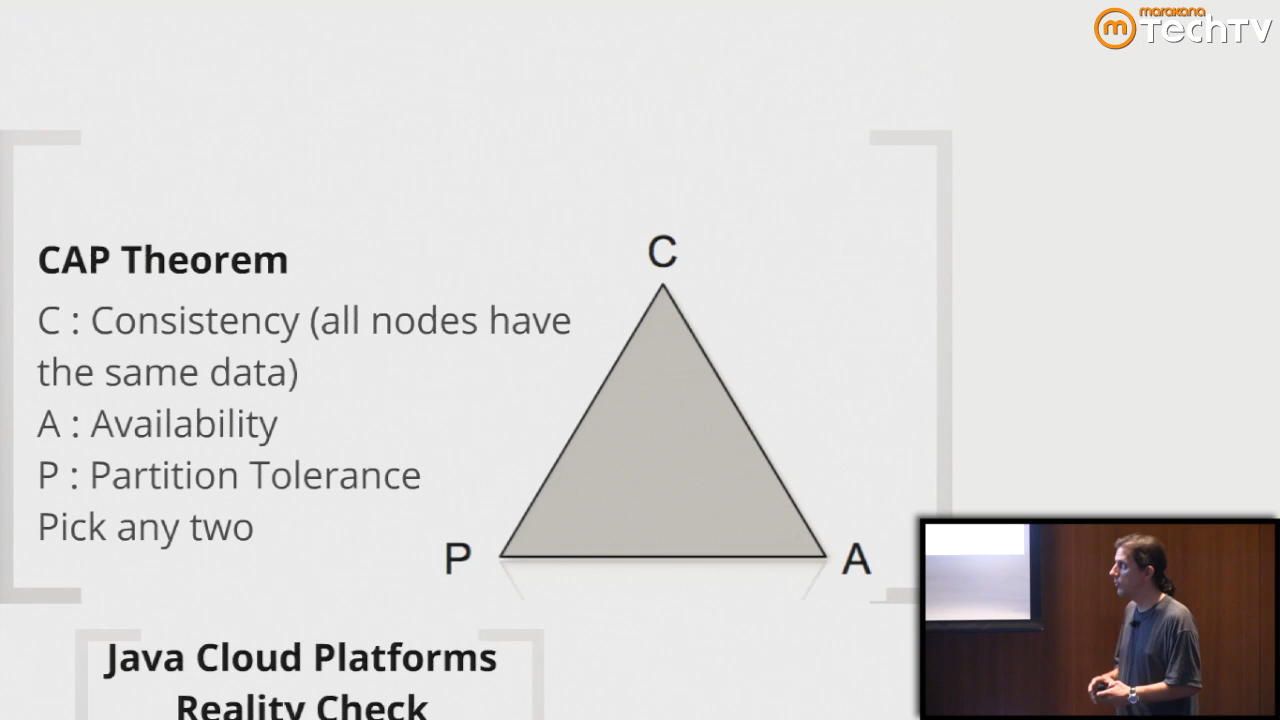 marakana
TechTV
CAP Theorem
C : Consistency (all nodes have
the same data)
A : Availability
P : Partition Tolerance
Pick any two
C
P
A
Java Cloud Platforms
Reality Check